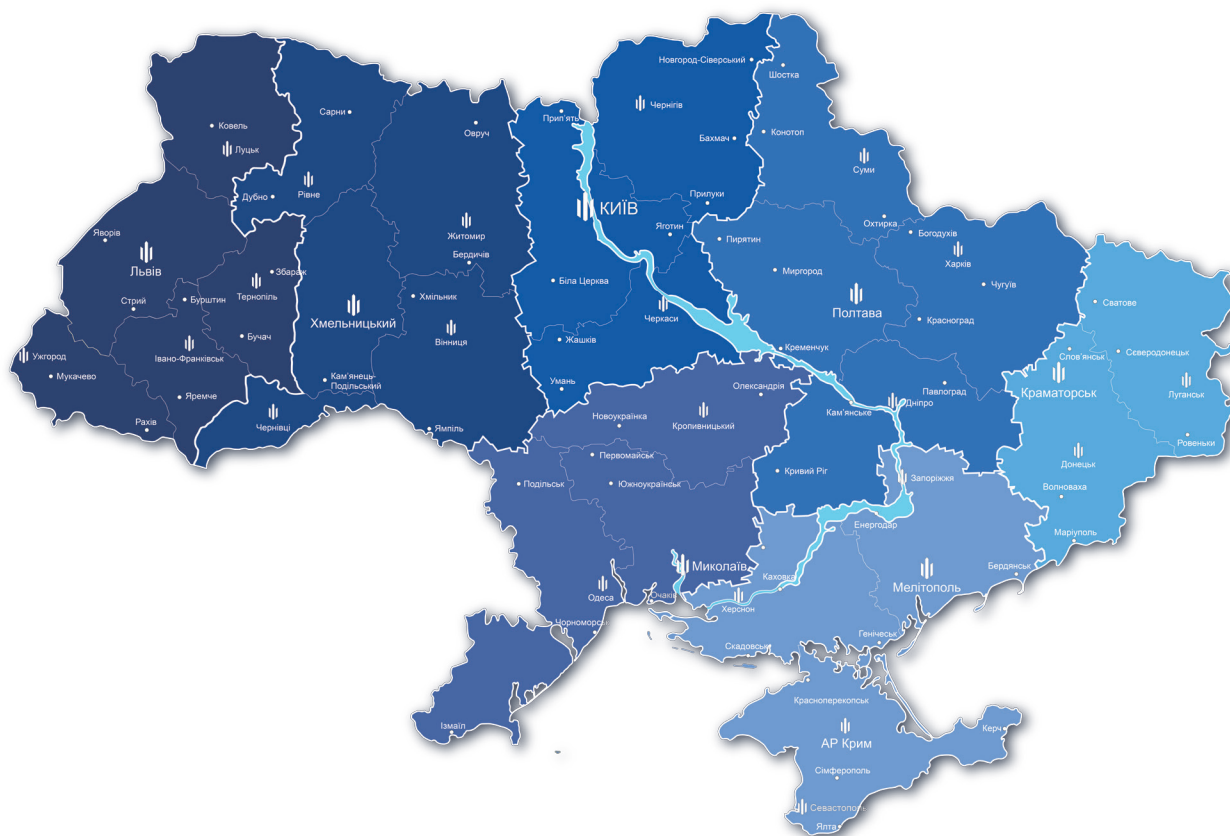 Новгород-Сіверський
Шостка
Чернігів
Сарни
Прип'ять
Ковель
Овруч
Конотоп
Бахмач
Луцьк
Суми
Рівне
Дубно
Прилуки
КИЇВ
Охтирка
Яворів
Житомир
Яготин
Пирятин
Богодухів
Львів
Бердичів
Харків
Збараж
Миргород
Тернопіль
Біла Церква
Чугуїв
Стрий
Бурштин
Хмільник
Сватове
Хмельницький
Черкаси
Полтава
Красноград
Вінниця
Бучач
Жашків
Ужгород
Івано-Франківськ
Кременчук
Слов'янськ
Сєверодонецьк
Мукачево
Кам'янець-
Подільський
Умань
Олександрія
Павлоград
Краматорськ
Луганськ
Яремче
Дніпро
Кам'янське
Новоукраїнка
Кропивницький
Рахів
Чернівці
Ямпіль
Ровеньки
Первомайськ
Донецьк
Подільськ
Южноукраїнськ
Кривий Ріг
Запоріжжя
Волноваха
Енергодар
Маріуполь
Миколаїв
Каховка
Мелітополь
Бердянськ
Одеса
Очаків
Херснон
Чорноморськ
Скадовськ
Генічеськ
Красноперекопськ
Ізмаїл
АР Крим
Керч
Сімферополь
Севастополь
Ялта